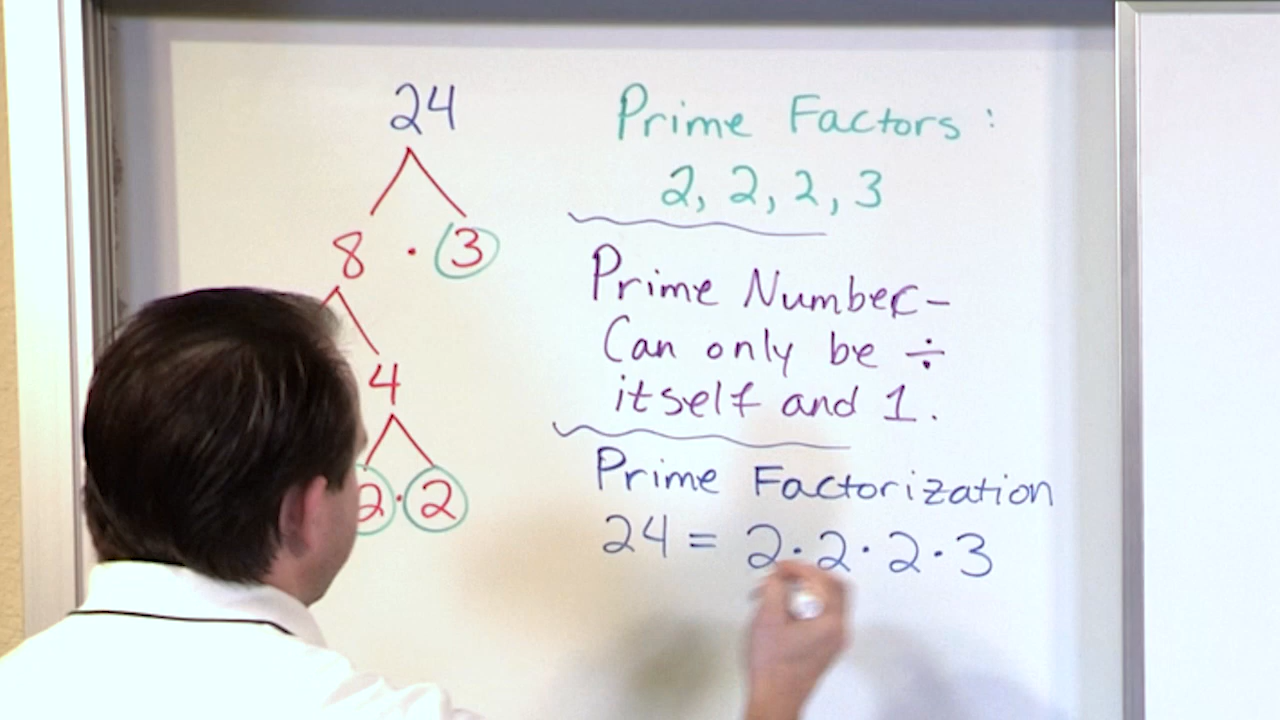 24
8 · 3
4
2 · 2
Prime Factors:
2, 2, 2, 3
Prime Number-
Can only be ÷
itself and 1.
Prime Factorization
24 = 2·2·2·3